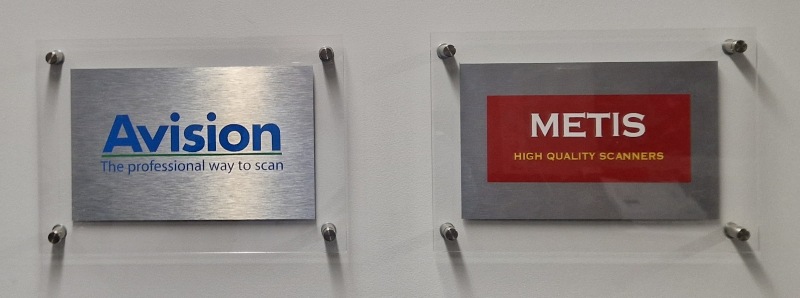 Avision
The professional way to scan
METIS
HIGH QUALITY SCANNERS